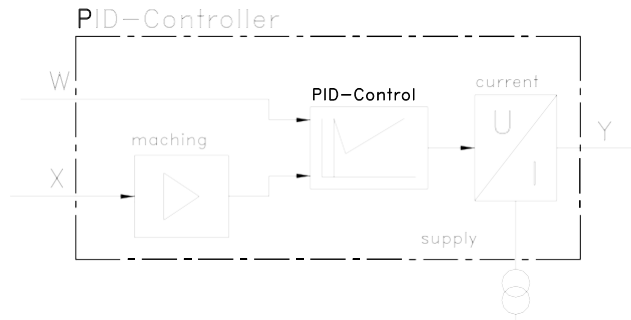 PID-Controller
W
PID-Control
current
U
Y
maching
X
I
supply